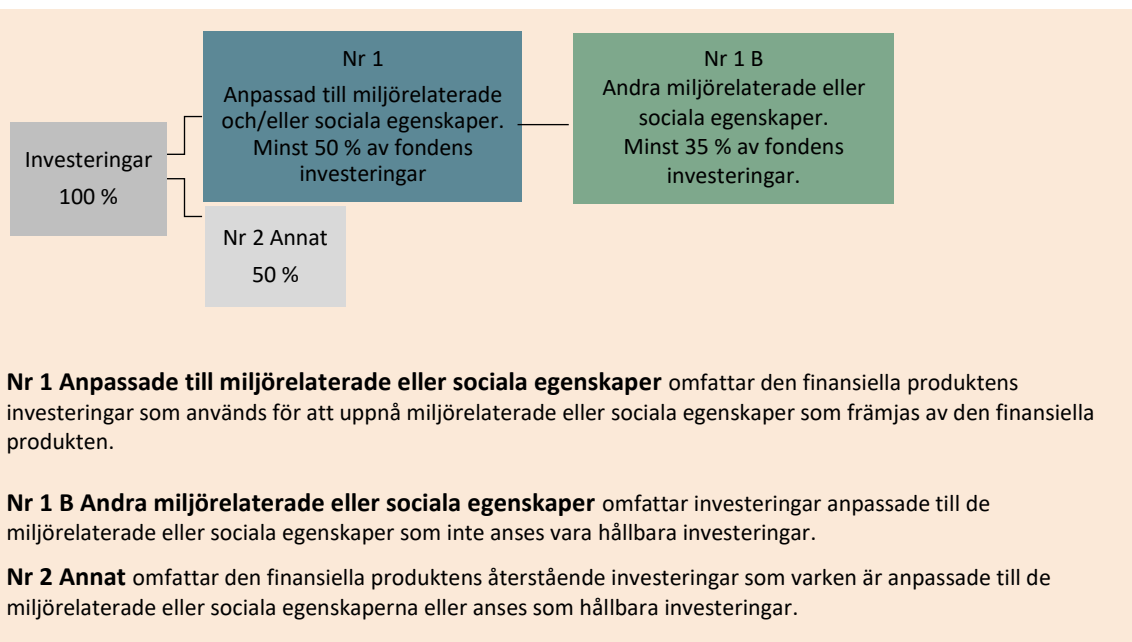 Investeringar
100 %
Nr 1
Anpassad till miljörelaterade
och/eller sociala egenskaper.
Minst 50 % av fondens
investeringar
Nr 2 Annat
50 %
Nr 1 B
Andra miljörelaterade eller
sociala egenskaper.
Minst 35 % av fondens
investeringar.
Nr 1 Anpassade till miljörelaterade eller sociala egenskaper omfattar den finansiella produktens
investeringar som används för att uppnå miljörelaterade eller sociala egenskaper som främjas av den finansiella
produkten.
Nr 1 B Andra miljörelaterade eller sociala egenskaper omfattar investeringar anpassade till de
miljörelaterade eller sociala egenskaper som inte anses vara hållbara investeringar.
Nr 2 Annat omfattar den finansiella produktens återstående investeringar som varken är anpassade till de
miljörelaterade eller sociala egenskaperna eller anses som hållbara investeringar.